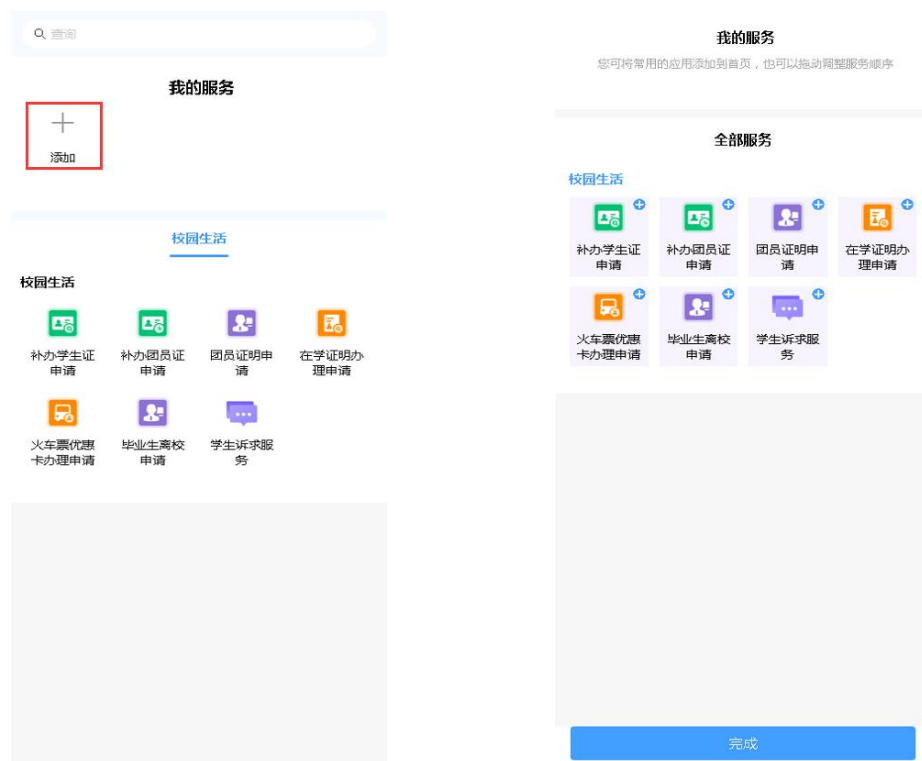 查询
我的服务
添加
校园生活
校园生活
补办学生证
申请
补办团员证
申请
团员证明申
请
在学证明办
理申请
火车票优惠
卡办理申请
毕业生离校
申请
学生诉求服
务
我的服务
您可将常用的应用添加到首页，也可以拖动调整服务顺序
全部服务
校园生活
补办学生证
申请
补办团员证
申请
团员证明申
请
在学证明办
理申请
火车票优惠
卡办理申请
毕业生离校
申请
学生诉求服
务
完成